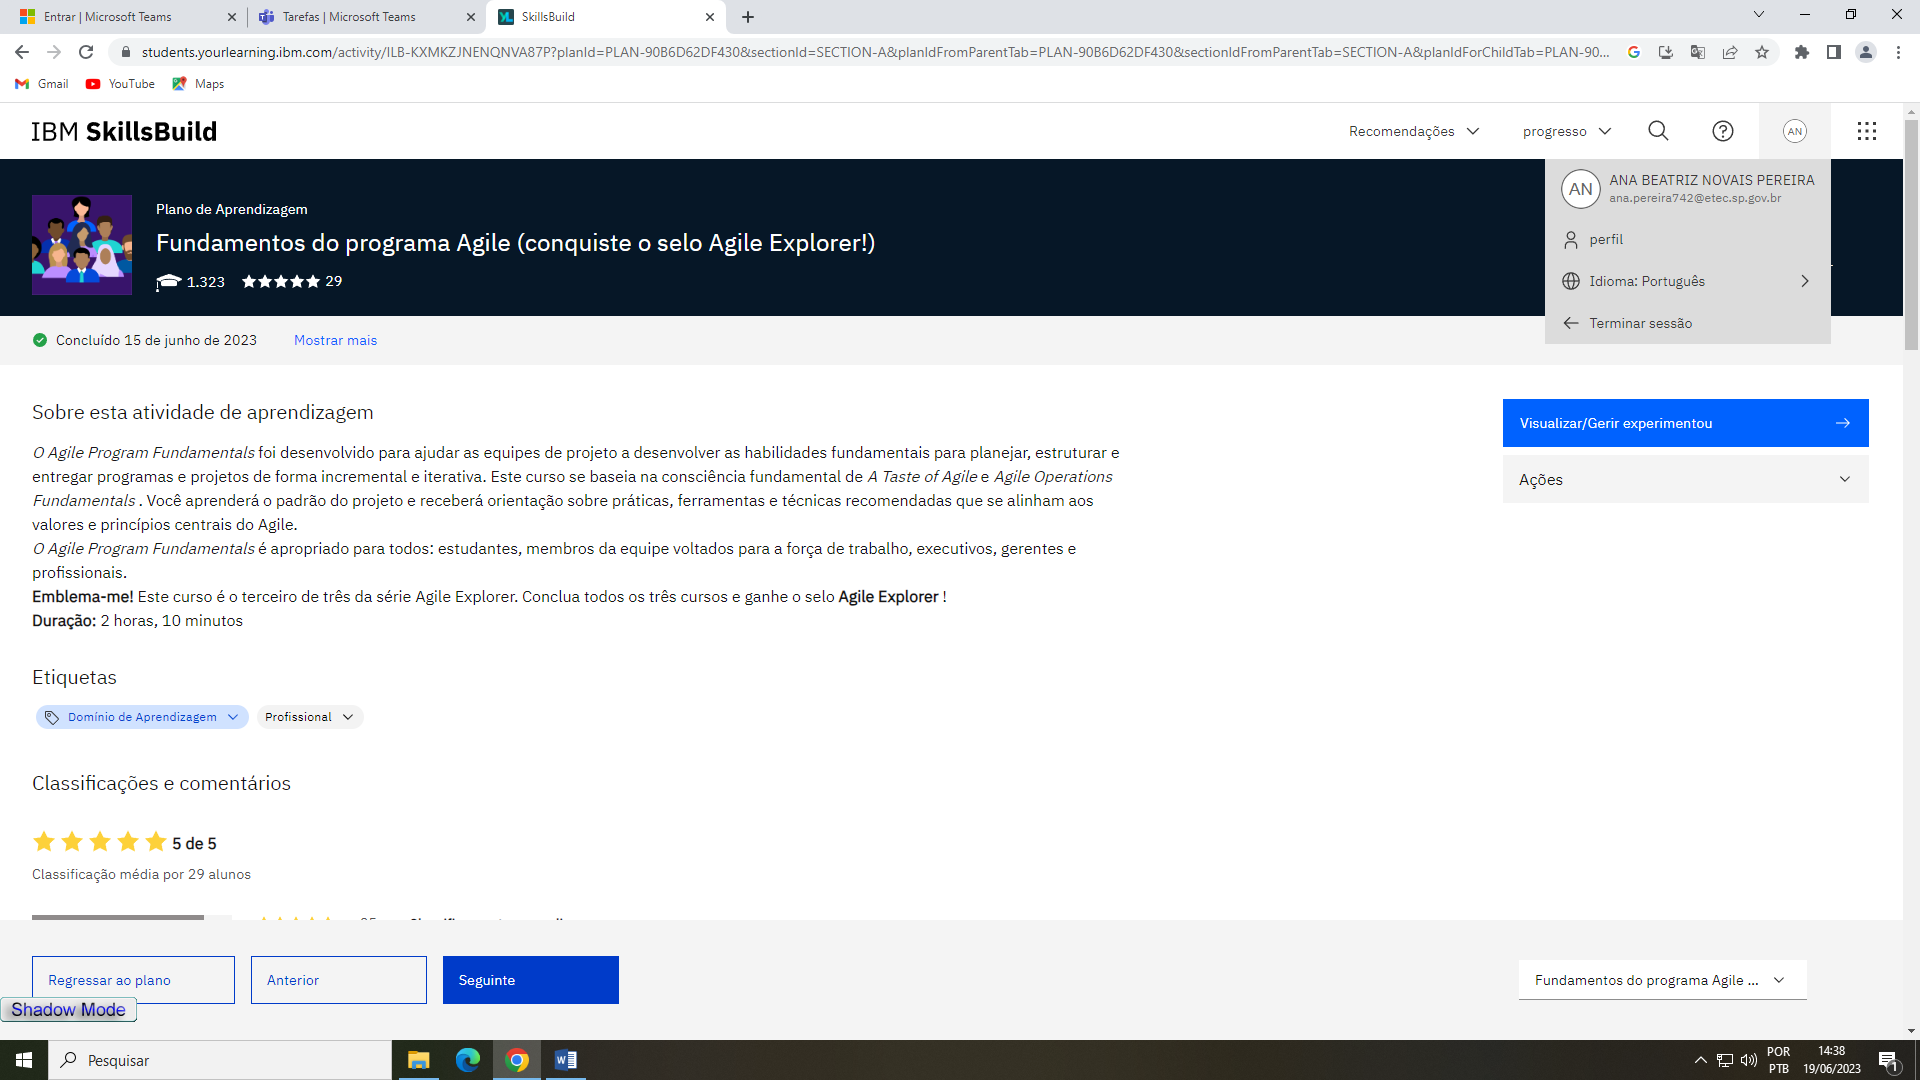 Entrar | Microsoft Teams
Tarefas | Microsoft Teams
SkillsBuild
students.yourlearning.ibm.com/activity/ILB-KXMKZJNENQNVA87P?planId=PLAN-90B6D62DF430&sectionId=SECTION-A&planIdFromParentTab=PLAN-90B6D62DF430&sectionIdFromParentTab=SECTION-A&planIdForChildTab=PLAN-90...
Gmail YouTube Maps
IBM SkillsBuild
Recomendações progresso AN
AN
ANA BEATRIZ NOVAIS PEREIRA
ana.pereira742@etec.sp.gov.br
perfil
Idioma: Português
Terminar sessão
Plano de Aprendizagem
Fundamentos do programa Agile (conquiste o selo Agile Explorer!)
1.323 29
Concluído 15 de junho de 2023 Mostrar mais
Sobre esta atividade de aprendizagem
O Agile Program Fundamentals foi desenvolvido para ajudar as equipes de projeto a desenvolver as habilidades fundamentais para planejar, estruturar e
entregar programas e projetos de forma incremental e iterativa. Este curso se baseia na consciência fundamental de A Taste of Agile e Agile Operations
Fundamentals . Você aprenderá o padrão do projeto e receberá orientação sobre práticas, ferramentas e técnicas recomendadas que se alinham aos
valores e princípios centrais do Agile.
O Agile Program Fundamentals é apropriado para todos: estudantes, membros da equipe voltados para a força de trabalho, executivos, gerentes e
profissionais.
Emblema-me! Este curso é o terceiro de três da série Agile Explorer. Conclua todos os três cursos e ganhe o selo Agile Explorer !
Duração: 2 horas, 10 minutos
Visualizar/Gerir experimentou
Ações
Etiquetas
Domínio de Aprendizagem Profissional
Classificações e comentários
5 de 5
Classificação média por 29 alunos
Regressar ao plano Anterior Seguinte
Fundamentos do programa Agile ...
Shadow Mode
Pesquisar
POR
PTB
14:38
19/06/2023
1